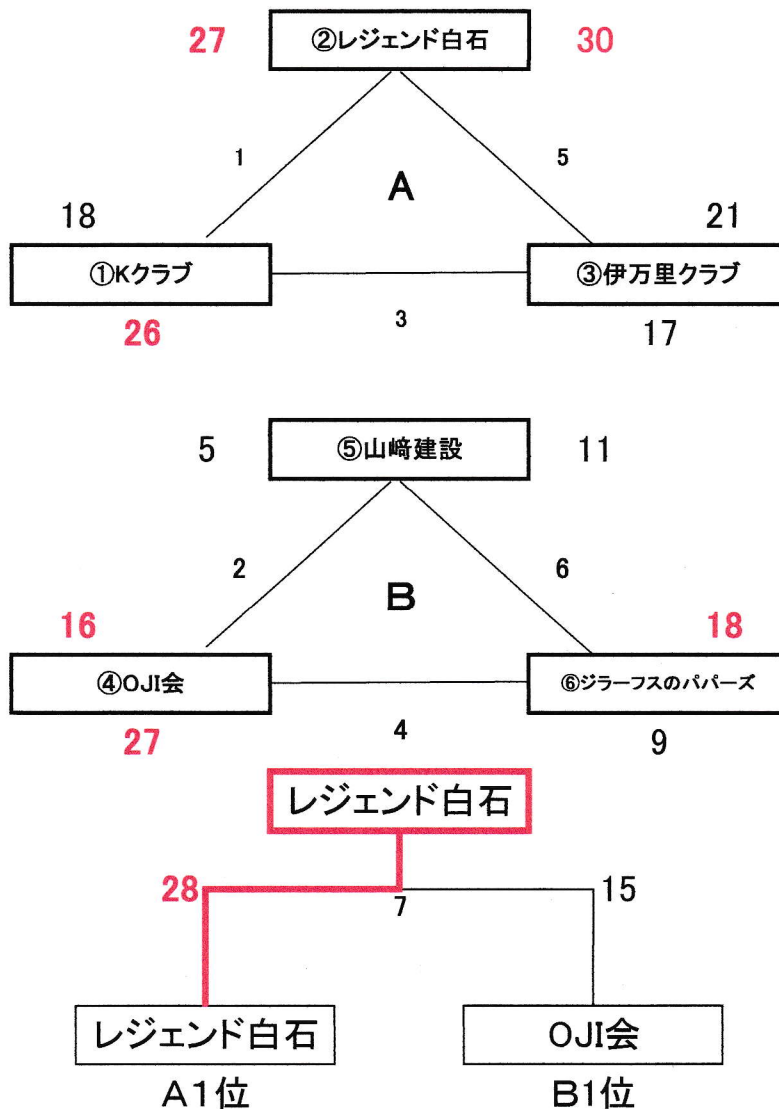 27 ②レジェンド白石 30
1 5
A
18 21
①Kクラブ ③伊万里クラブ
3
26 17
5 ⑤山﨑建設 11
2 6
B
16 18
④OJI会 ⑥ジラーフスのパパーズ
4
27 9
レジェンド白石
28 7 15
レジェンド白石 OJI会
A1位 B1位